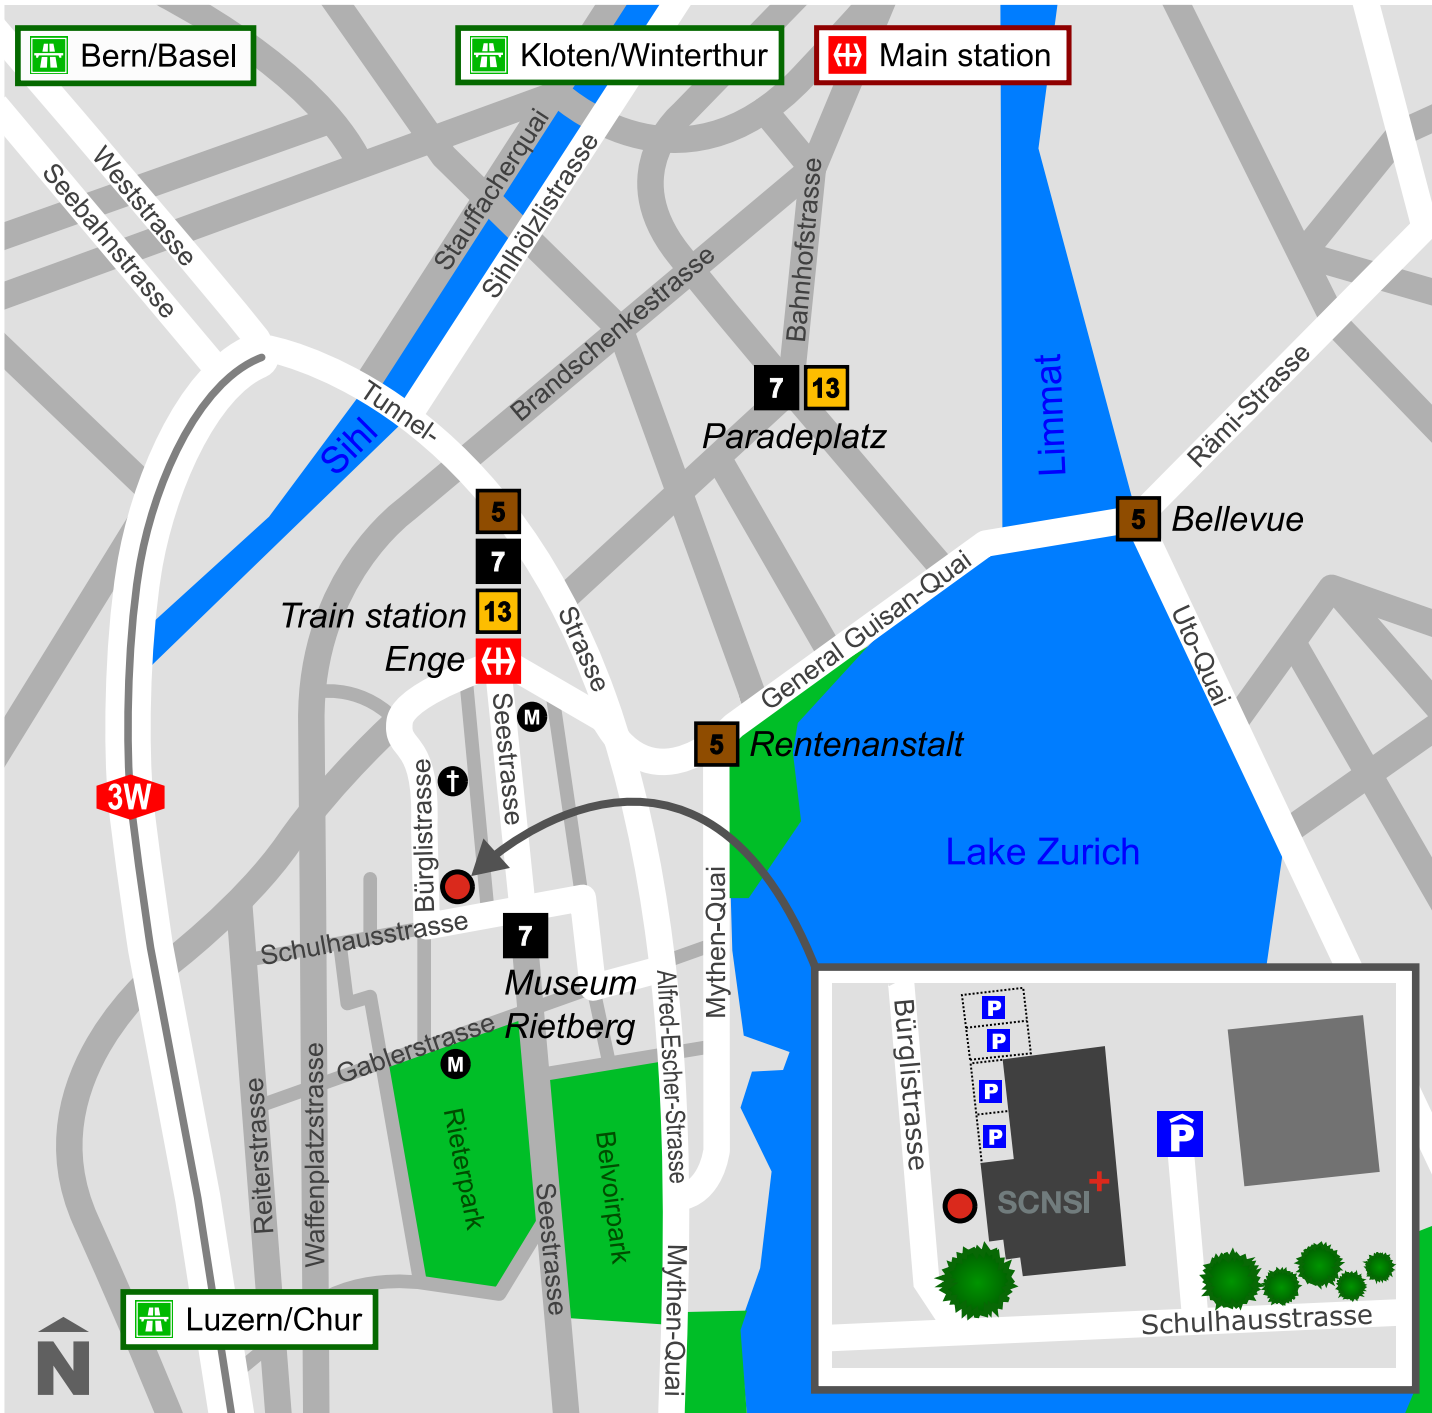 Bern/Basel
Kloten/Winterthur
Main station
Weststrasse
Seebahnstrasse
Stauffacherquai
Sihlhölzlistrasse
Bahnhofstrasse
Brandschenkestrasse
Tunnel-
Sihl
7
13
Paradeplatz
Limmat
Rämi-Strasse
5
Bellevue
5
7
13
Train station
Enge
Strasse
General Guisan-Quai
Uto-Quai
Seestrasse
M
5
Rentenanstalt
3W
Bürglistrasse
Lake Zurich
Schulhausstrasse
7
Museum
Rietberg
Mythen-Quai
Alfred-Escher-Strasse
Gablerstrasse
M
Reiterstrasse
Waffenplatzstrasse
Rieterpark
Belvoirpark
Seestrasse
Mythen-Quai
Luzern/Chur
N
Bürglistrasse
P
P
P
P
P
SCNSI
Schulhausstrasse